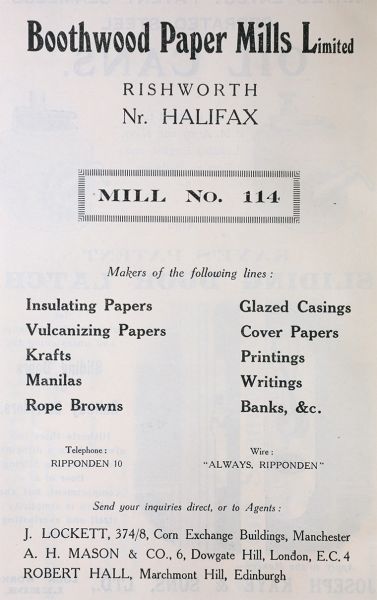 Boothwood Paper Mills Limited
RISHWORTH
Nr. HALIFAX
MILL No. 114
Makers of the following lines :
Insulating Papers
Vulcanizing Papers
Krafts
Manilas
Rope Browns
Glazed Casings
Cover Papers
Printings
Writings
Banks, &c.
Telephone :
RIPPONDEN 10
Wire :
"ALWAYS, RIPPONDEN"
Send your inquiries direct, or to Agents :
J. LOCKETT, 374/8, Corn Exchange Buildings, Manchester
A. H. MASON & CO., 6, Dowgate Hill, London, E.C. 4
ROBERT HALL, Marchmont Hill, Edinburgh